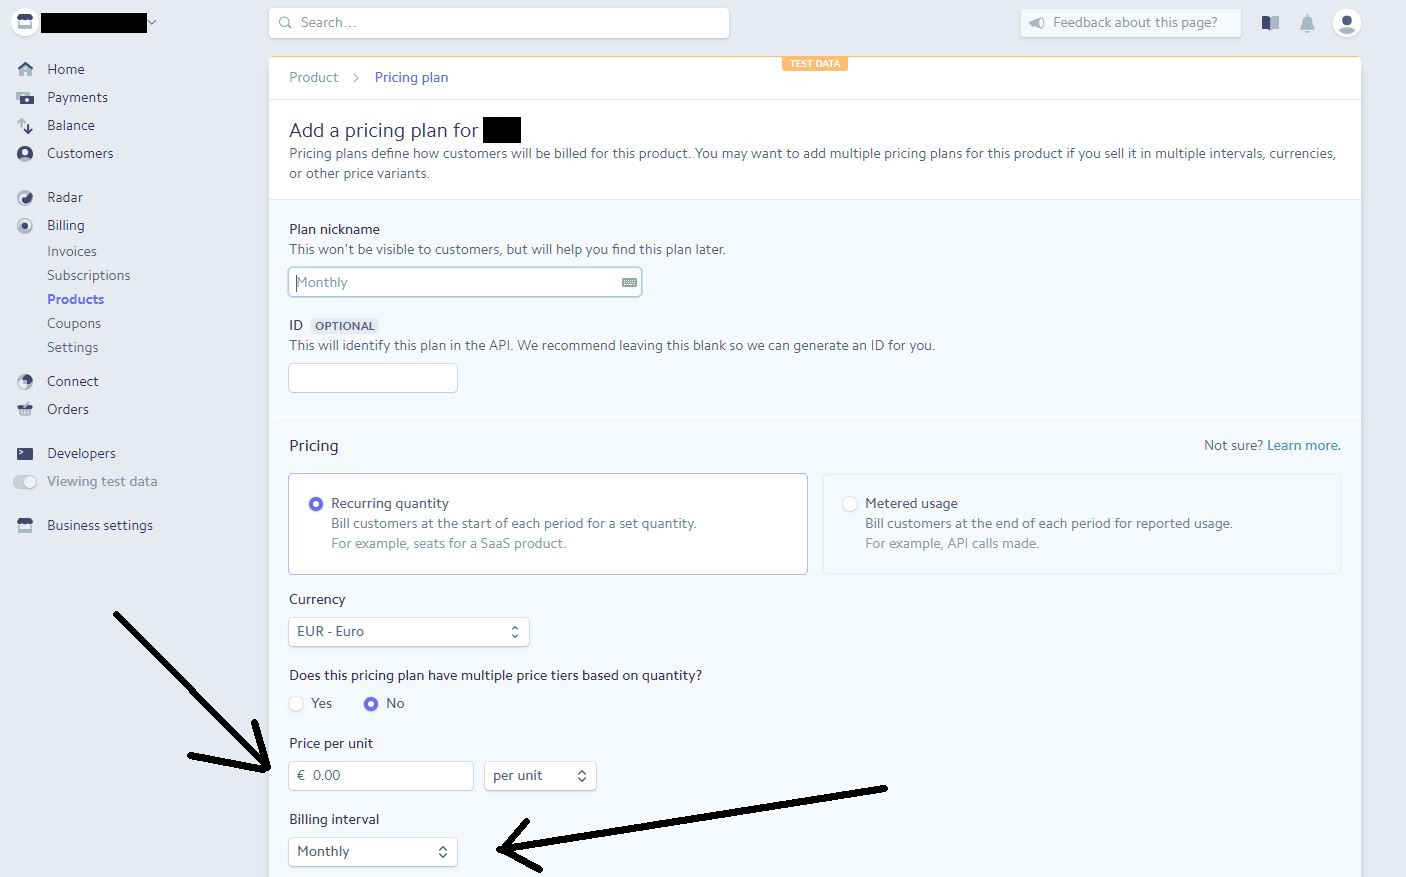 Search...
Feedback about this page?
Home
Payments
Balance
Customers
Radar
Billing
Invoices
Subscriptions
Products
Coupons
Settings
Connect
Orders
Developers
Viewing test data
Business settings
TEST DATA
Product > Pricing plan
Add a pricing plan for
Pricing plans define how customers will be billed for this product. You may want to add multiple pricing plans for this product if you sell it in multiple intervals, currencies,
or other price variants.
Plan nickname
This won't be visible to customers, but will help you find this plan later.
Monthly
ID OPTIONAL
This will identify this plan in the API. We recommend leaving this blank so we can generate an ID for you.
Pricing
Not sure? Learn more.
Recurring quantity
Bill customers at the start of each period for a set quantity.
For example, seats for a SaaS product.
Metered usage
Bill customers at the end of each period for reported usage.
For example, API calls made.
Currency
EUR - Euro
Does this pricing plan have multiple price tiers based on quantity?
Yes No
Price per unit
€ 0.00 per unit
Billing interval
Monthly